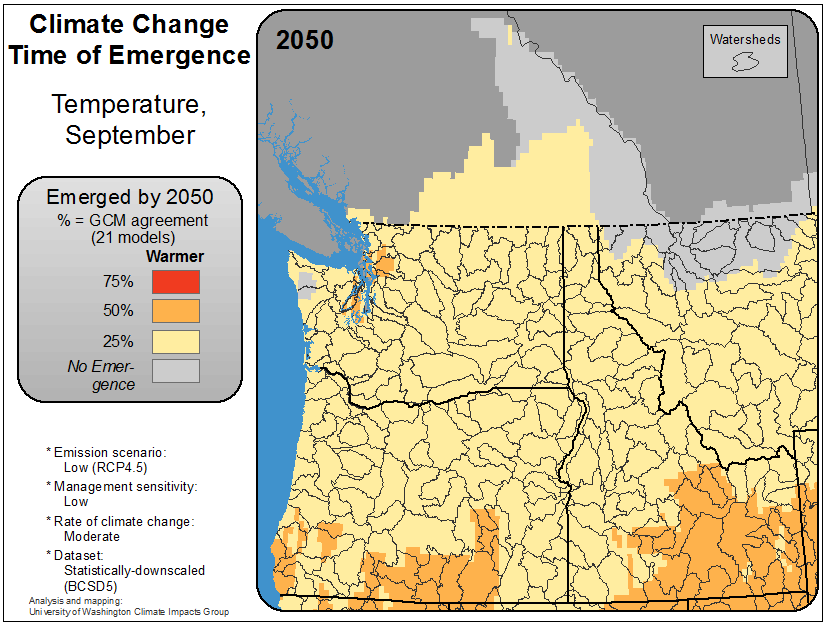 Climate Change
Time of Emergence
Temperature,
September
Emerged by 2050
% = GCM agreement
(21 models)
Warmer
75%
50%
25%
No Emer-
gence
* Emission scenario:
Low (RCP4.5)
* Management sensitivity:
Low
* Rate of climate change:
Moderate
* Dataset:
Statistically-downscaled
(BCSD5)
Analysis and mapping:
University of Washington Climate Impacts Group
2050
Watersheds